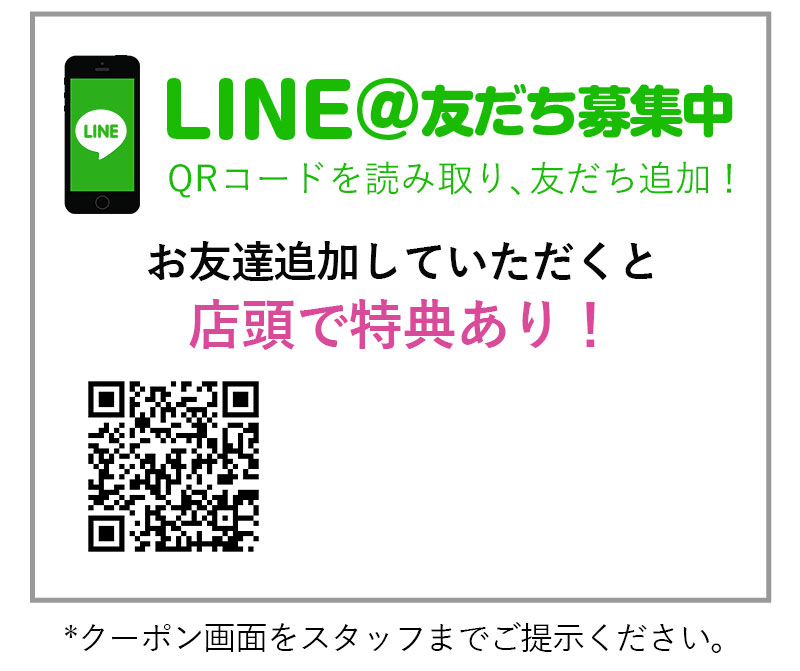 LINE
LINE@友だち募集中
QRコードを読み取り、友だち追加！
お友達追加していただくと
店頭で特典あり！
*クーポン画面をスタッフまでご提示ください。